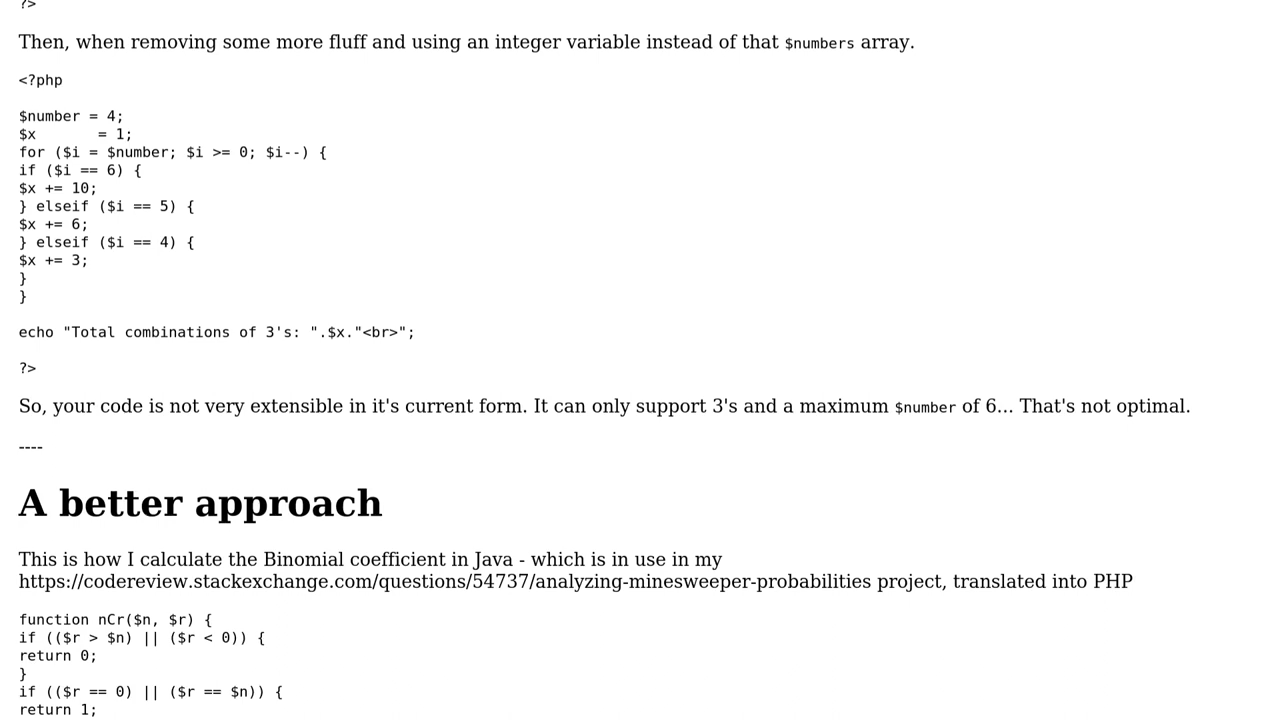 ?>
Then, when removing some more fluff and using an integer variable instead of that $numbers array.
<?php
$number = 4;
$x       = 1;
for ($i = $number; $i >= 0; $i--) {
if ($i == 6) {
$x += 10;
} elseif ($i == 5) {
$x += 6;
} elseif ($i == 4) {
$x += 3;
}
}
echo "Total combinations of 3's: ".$x."<br>";
?>
So, your code is not very extensible in it's current form. It can only support 3's and a maximum $number of 6... That's not optimal.
----
A better approach
This is how I calculate the Binomial coefficient in Java - which is in use in my
https://codereview.stackexchange.com/questions/54737/analyzing-minesweeper-probabilities project, translated into PHP
function nCr($n, $r) {
if (($r > $n) || ($r < 0)) {
return 0;
}
if (($r == 0) || ($r == $n)) {
return 1;